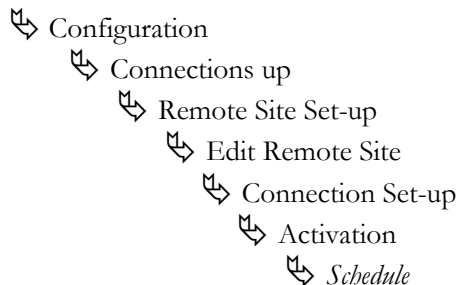 Configuration
Connections up
Remote Site Set-up
Edit Remote Site
Connection Set-up
Activation
Schedule